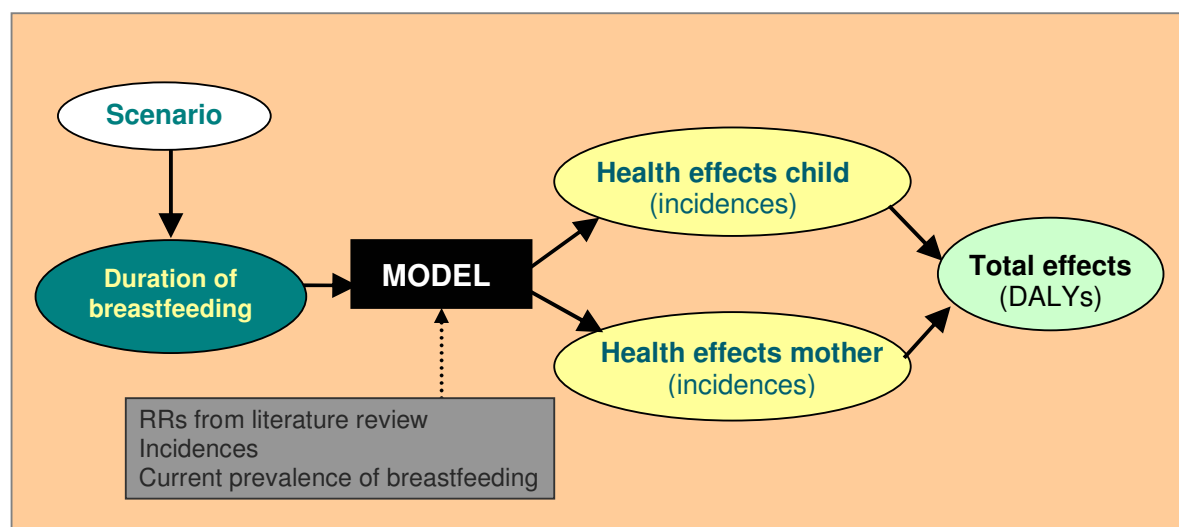 Scenario
Duration of
breastfeeding
MODEL
Health effects child
(incidences)
Health effects mother
(incidences)
Total effects
(DALYs)
RRs from literature review
Incidences
Current prevalence of breastfeeding